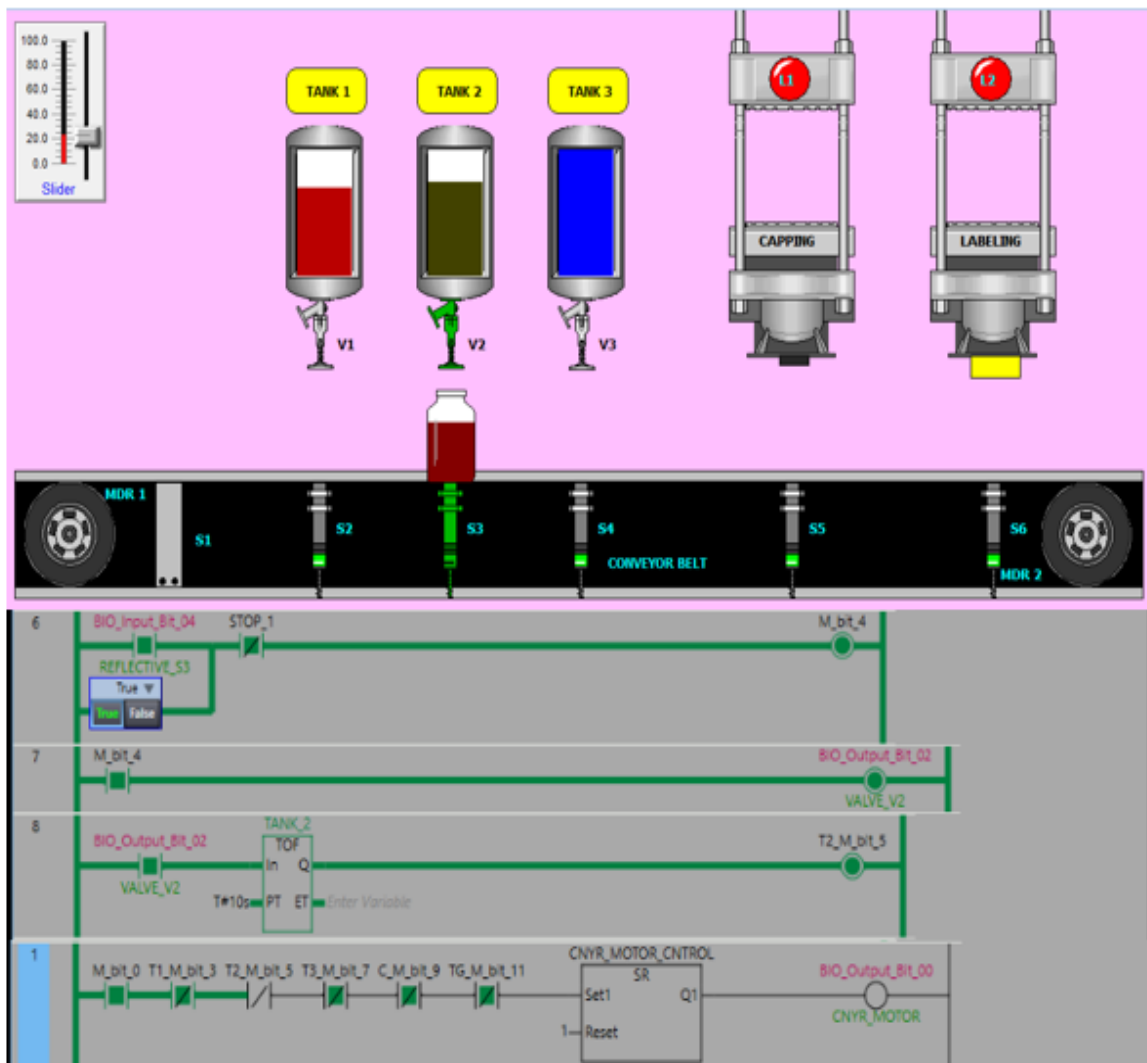 100.0
80.0
60.0
40.0
20.0
0.0
Slider
TANK 1 TANK 2 TANK 3
L1 L2
CAPPING LABELING
V1 V2 V3
MDR 1
S1 S2 S3 S4 S5 S6
CONVEYOR BELT
MDR 2
6
BIO_Input_Bit_04 STOP_1 M_bit_4
REFLECTIVE_S3
True
True False
7
M_bit_4 BIO_Output_Bit_02
VALVE_V2
8
TANK_2
BIO_Output_Bit_02 TOF T2_M_bit_5
In Q
VALVE_V2
T#10s PT ET Enter Variable
1
CNYR_MOTOR_CNTROL
M_bit_0 T1_M_bit_3 T2_M_bit_5 T3_M_bit_7 C_M_bit_9 TG_M_bit_11 SR BIO_Output_Bit_00
Set1 Q1
CNYR_MOTOR
1 Reset